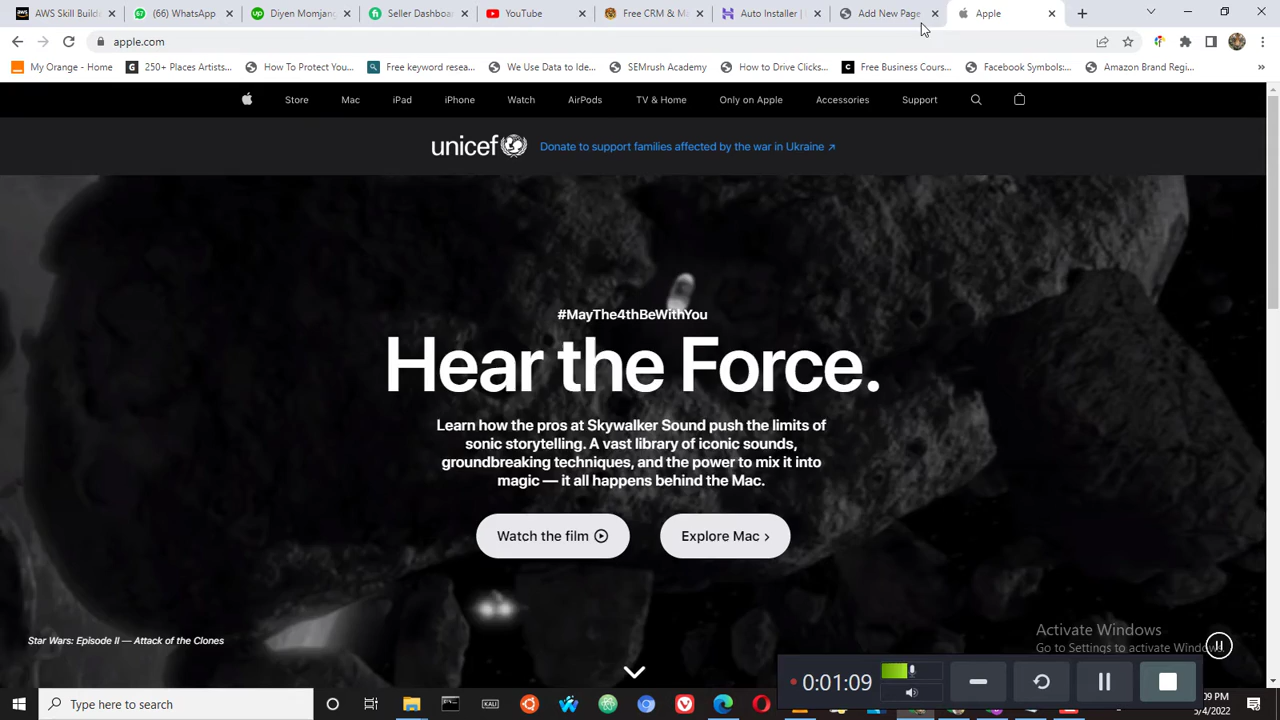 AWS Skill Build
(66) WhatsApp
Dignn Momjang
Seller Dashboa
YouTube
Free CRM & M
Auto Installer |
Add New Page
Apple
apple.com
My Orange - Home
250+ Places Artists...
How To Protect You...
Free keyword resea...
We Use Data to Ide...
SEMrush Academy
How to Drive Clicks...
Free Business Cours...
Facebook Symbols:...
Amazon Brand Regi...
Store
Mac
iPad
iPhone
Watch
AirPods
TV & Home
Only on Apple
Accessories
Support
unicef
Donate to support families affected by the war in Ukraine ↗
#MayThe4thBeWithYou
Hear the Force.
Learn how the pros at Skywalker Sound push the limits of
sonic storytelling. A vast library of iconic sounds,
groundbreaking techniques, and the power to mix it into
magic — it all happens behind the Mac.
Watch the film
Explore Mac ›
Star Wars: Episode II — Attack of the Clones
Activate Windows
Go to Settings to activate Windows.
0:01:09
Type here to search
09 PM
5/4/2022